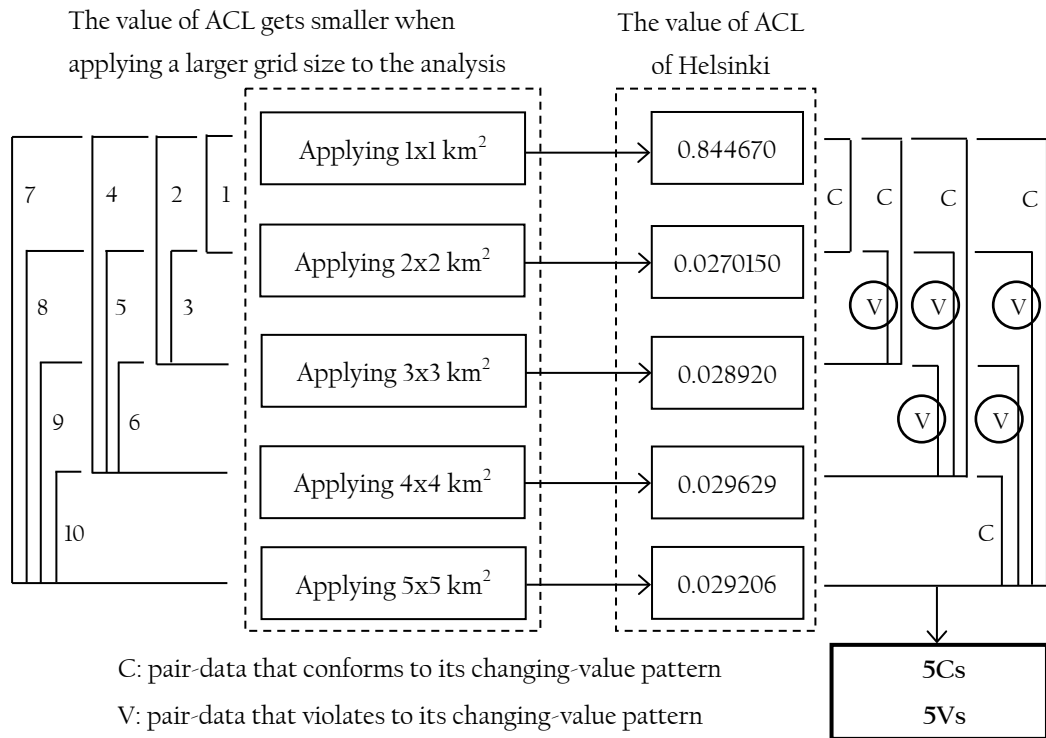 The value of ACL gets smaller when
applying a larger grid size to the analysis
The value of ACL
of Helsinki
7 4 2 1 Applying 1x1 km² 0.844670 C C C C
8 5 3 Applying 2x2 km² 0.0270150 V V V
9 6 Applying 3x3 km² 0.028920 V V
10 Applying 4x4 km² 0.029629 C
Applying 5x5 km² 0.029206
C: pair-data that conforms to its changing-value pattern
V: pair-data that violates to its changing-value pattern
5Cs
5Vs